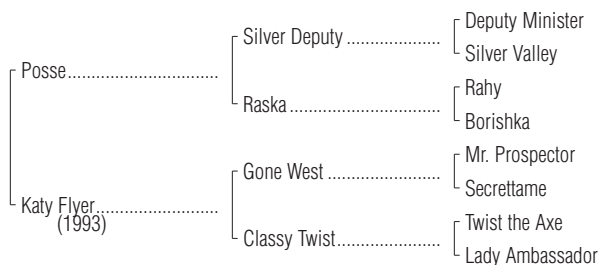 Deputy Minister
Silver Deputy ....................
Silver Valley
Posse................................
Rahy
Raska ................................
Borishka
Mr. Prospector
Gone West ........................
Secrettame
Katy Flyer..........................
(1993)
Twist the Axe
Classy Twist......................
Lady Ambassador